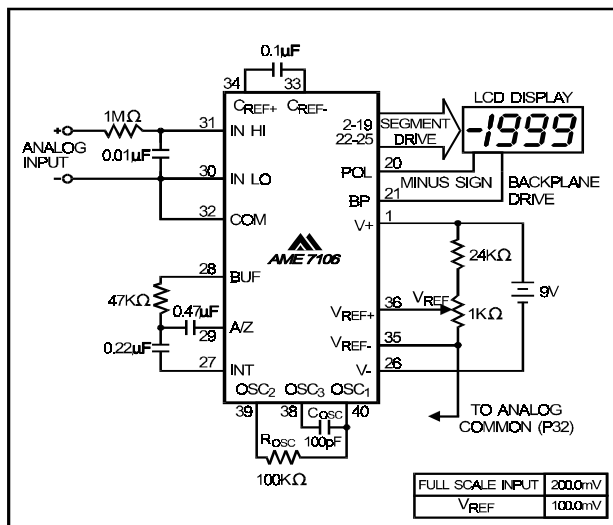 0.1µF
34 33
CREF+ CREF-
1MΩ
31 IN HI
+
ANALOG
INPUT
0.01µF
–
30 IN LO
32 COM
28 BUF
47KΩ
0.47µF
A/Z
29
0.22µF
27 INT
AME 7106
LCD DISPLAY
-1999
2-19
22-25
SEGMENT
DRIVE
POL 20
MINUS SIGN
BP 21
BACKPLANE
DRIVE
V+ 1
24KΩ
9V
VREF+ 36
VREF
1KΩ
VREF- 35
V- 26
OSC2 OSC3 OSC1
39 38 40
COSC
100pF
ROSC
100KΩ
TO ANALOG
COMMON (P32)
FULL SCALE INPUT 200.0mV
VREF 100.0mV